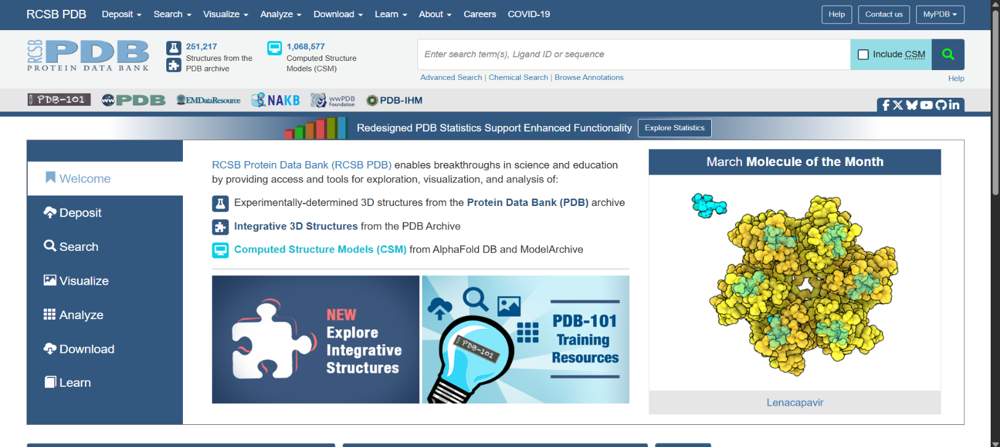 RCSB PDB Deposit Search Visualize Analyze Download Learn About Careers COVID-19 Help Contact us MyPDB
RCSB PDB
PROTEIN DATA BANK
251,217
Structures from the
PDB archive
1,068,577
Computed Structure
Models (CSM)
Enter search term(s), Ligand ID or sequence
Include CSM
Advanced Search | Chemical Search | Browse Annotations
Help
PDB-101 wwPDB EMDataResource NAKB wwPDB Foundation PDB-IHM
Redesigned PDB Statistics Support Enhanced Functionality Explore Statistics
Welcome
Deposit
Search
Visualize
Analyze
Download
Learn
RCSB Protein Data Bank (RCSB PDB) enables breakthroughs in science and education
by providing access and tools for exploration, visualization, and analysis of:
Experimentally-determined 3D structures from the Protein Data Bank (PDB) archive
Integrative 3D Structures from the PDB Archive
Computed Structure Models (CSM) from AlphaFold DB and ModelArchive
NEW
Explore
Integrative
Structures
PDB-101
PDB-101
Training
Resources
March Molecule of the Month
Lenacapavir